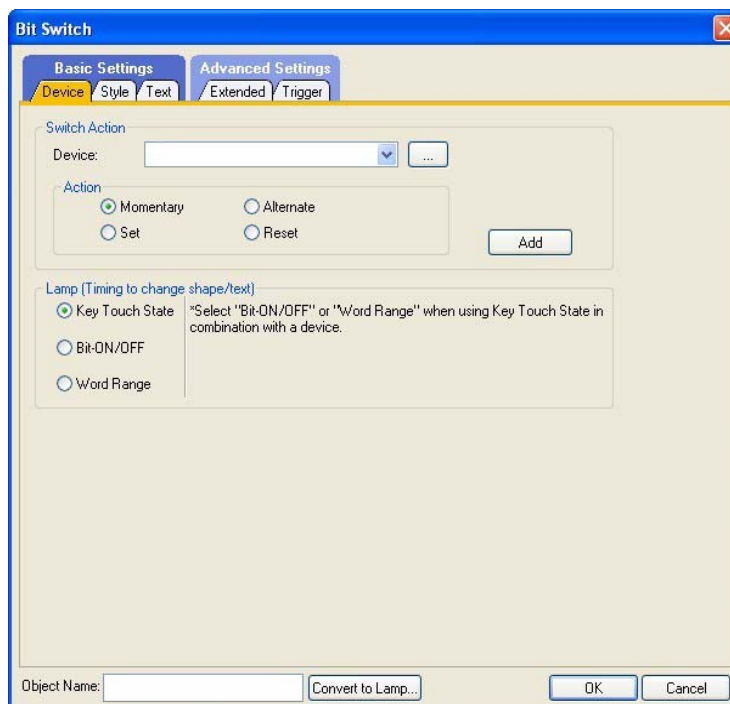 Bit Switch
Basic Settings
Advanced Settings
Device
Style
Text
Extended
Trigger
Switch Action
Device:
...
Action
Momentary
Alternate
Set
Reset
Add
Lamp (Timing to change shape/text)
Key Touch State
*Select "Bit-ON/OFF" or "Word Range" when using Key Touch State in
combination with a device.
Bit-ON/OFF
Word Range
Object Name:
Convert to Lamp...
OK
Cancel